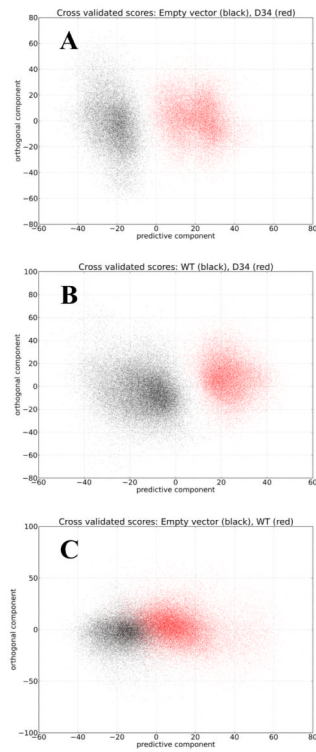 Cross validated scores: Empty vector (black), D34 (red)
A
80
60
40
20
0
−20
−40
−60
−80
orthogonal component
−60 −40 −20 0 20 40 60 80
predictive component
Cross validated scores: WT (black), D34 (red)
B
100
80
60
40
20
0
−20
−40
−60
−80
orthogonal component
−60 −40 −20 0 20 40 60 80
predictive component
Cross validated scores: Empty vector (black), WT (red)
C
100
50
0
−50
−100
orthogonal component
−60 −40 −20 0 20 40 60 80
predictive component